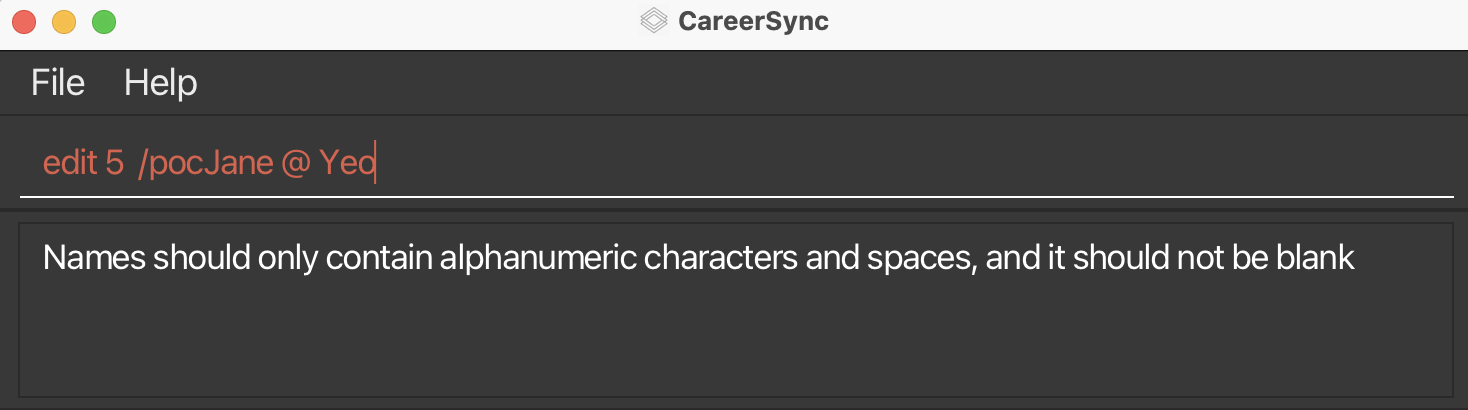 CareerSync
File Help
edit 5 /pocJane @ Yeo
Names should only contain alphanumeric characters and spaces, and it should not be blank